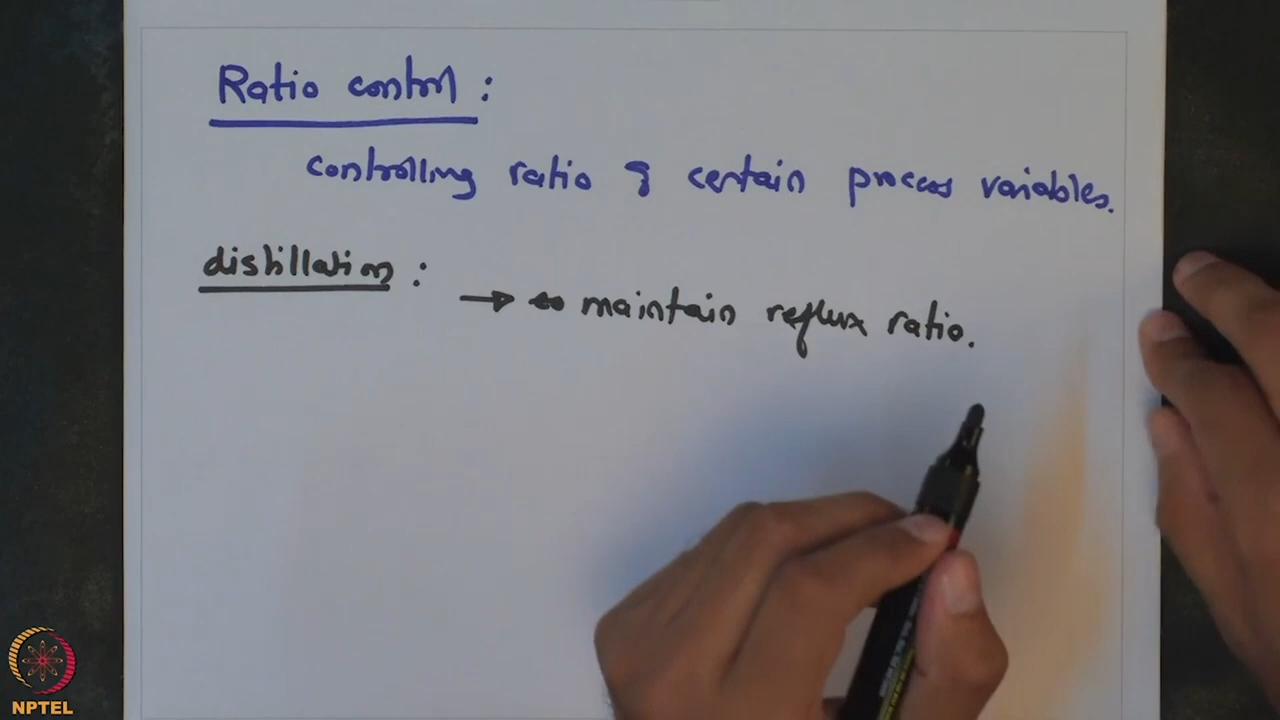 Ratio control :
controlling ratio of certain process variables.
distillation :
→ maintain reflux ratio.
NPTEL